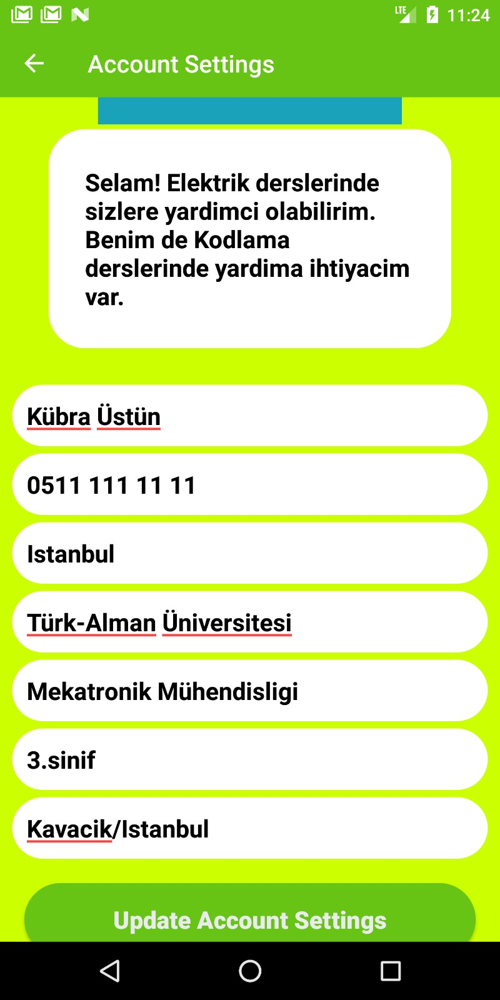 LTE 11:24
Account Settings
Selam! Elektrik derslerinde
sizlere yardimci olabilirim.
Benim de Kodlama
derslerinde yardima ihtiyacim
var.
Kübra Üstün
0511 111 11 11
Istanbul
Türk-Alman Üniversitesi
Mekatronik Mühendisligi
3.sinif
Kavacik/Istanbul
Update Account Settings